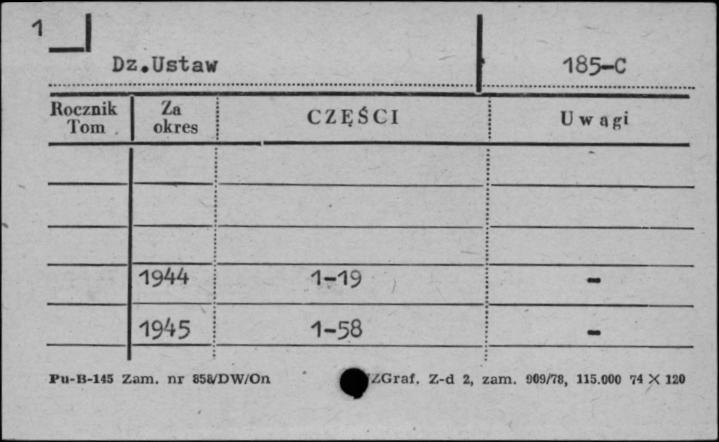 1
Dz.Ustaw 185-C
Rocznik Tom Za okres CZĘŚCI Uwagi
1944 1-19 -
1945 1-58 -
Pu-B-145 Zam. nr 858/DW/On ZGraf. Z-d 2, zam. 909/78, 115.000 74 X 120